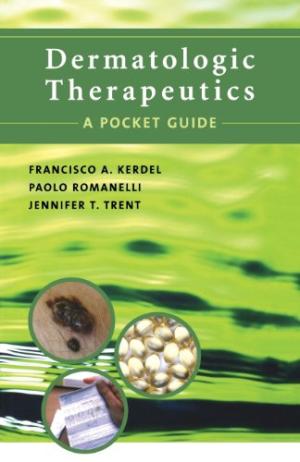 Dermatologic
Therapeutics
A POCKET GUIDE
FRANCISCO A. KERDEL
PAOLO ROMANELLI
JENNIFER T. TRENT